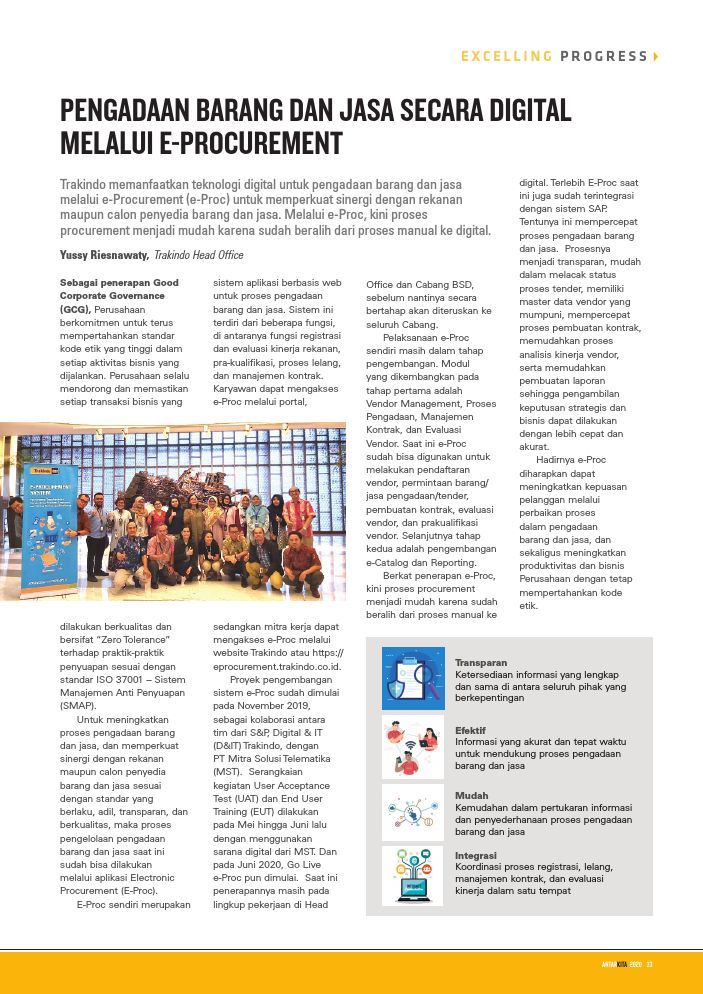 EXCELLING PROGRESS
PENGADAAN BARANG DAN JASA SECARA DIGITAL
MELALUI E-PROCUREMENT
Trakindo memanfaatkan teknologi digital untuk pengadaan barang dan jasa
melalui e-Procurement (e-Proc) untuk memperkuat sinergi dengan rekanan
maupun calon penyedia barang dan jasa. Melalui e-Proc, kini proses
procurement menjadi mudah karena sudah beralih dari proses manual ke digital.
Yussy Riesnawaty, Trakindo Head Office
Sebagai penerapan Good
Corporate Governance
(GCG), Perusahaan
berkomitmen untuk terus
mempertahankan standar
kode etik yang tinggi dalam
setiap aktivitas bisnis yang
dijalankan. Perusahaan selalu
mendorong dan memastikan
setiap transaksi bisnis yang
Trakindo CAT
E-PROCUREMENT
SYSTEM
dilakukan berkualitas dan
bersifat “Zero Tolerance”
terhadap praktik-praktik
penyuapan sesuai dengan
standar ISO 37001 – Sistem
Manajemen Anti Penyuapan
(SMAP).
Untuk meningkatkan
proses pengadaan barang
dan jasa, dan memperkuat
sinergi dengan rekanan
maupun calon penyedia
barang dan jasa sesuai
dengan standar yang
berlaku, adil, transparan, dan
berkualitas, maka proses
pengelolaan pengadaan
barang dan jasa saat ini
sudah bisa dilakukan
melalui aplikasi Electronic
Procurement (E-Proc).
E-Proc sendiri merupakan
sistem aplikasi berbasis web
untuk proses pengadaan
barang dan jasa. Sistem ini
terdiri dari beberapa fungsi,
di antaranya fungsi registrasi
dan evaluasi kinerja rekanan,
pra-kualifikasi, proses lelang,
dan manajemen kontrak.
Karyawan dapat mengakses
e-Proc melalui portal,
sedangkan mitra kerja dapat
mengakses e-Proc melalui
website Trakindo atau https://
eprocurement.trakindo.co.id.
Proyek pengembangan
sistem e-Proc sudah dimulai
pada November 2019,
sebagai kolaborasi antara
tim dari S&P, Digital & IT
(D&IT) Trakindo, dengan
PT Mitra Solusi Telematika
(MST). Serangkaian
kegiatan User Acceptance
Test (UAT) dan End User
Training (EUT) dilakukan
pada Mei hingga Juni lalu
dengan menggunakan
sarana digital dari MST. Dan
pada Juni 2020, Go Live
e-Proc pun dimulai. Saat ini
penerapannya masih pada
lingkup pekerjaan di Head
Office dan Cabang BSD,
sebelum nantinya secara
bertahap akan diteruskan ke
seluruh Cabang.
Pelaksanaan e-Proc
sendiri masih dalam tahap
pengembangan. Modul
yang dikembangkan pada
tahap pertama adalah
Vendor Management, Proses
Pengadaan, Manajemen
Kontrak, dan Evaluasi
Vendor. Saat ini e-Proc
sudah bisa digunakan untuk
melakukan pendaftaran
vendor, permintaan barang/
jasa pengadaan/tender,
pembuatan kontrak, evaluasi
vendor, dan prakualifikasi
vendor. Selanjutnya tahap
kedua adalah pengembangan
e-Catalog dan Reporting.
Berkat penerapan e-Proc,
kini proses procurement
menjadi mudah karena sudah
beralih dari proses manual ke
digital. Terlebih E-Proc saat
ini juga sudah terintegrasi
dengan sistem SAP.
Tentunya ini mempercepat
proses pengadaan barang
dan jasa. Prosesnya
menjadi transparan, mudah
dalam melacak status
proses tender, memiliki
master data vendor yang
mumpuni, mempercepat
proses pembuatan kontrak,
memudahkan proses
analisis kinerja vendor,
serta memudahkan
pembuatan laporan
sehingga pengambilan
keputusan strategis dan
bisnis dapat dilakukan
dengan lebih cepat dan
akurat.
Hadirnya e-Proc
diharapkan dapat
meningkatkan kepuasan
pelanggan melalui
perbaikan proses
dalam pengadaan
barang dan jasa, dan
sekaligus meningkatkan
produktivitas dan bisnis
Perusahaan dengan tetap
mempertahankan kode
etik.
Transparan
Ketersediaan informasi yang lengkap
dan sama di antara seluruh pihak yang
berkepentingan
Efektif
Informasi yang akurat dan tepat waktu
untuk mendukung proses pengadaan
barang dan jasa
Mudah
Kemudahan dalam pertukaran informasi
dan penyederhanaan proses pengadaan
barang dan jasa
Integrasi
Koordinasi proses registrasi, lelang,
manajemen kontrak, dan evaluasi
kinerja dalam satu tempat
ANTARKITA 2020 33